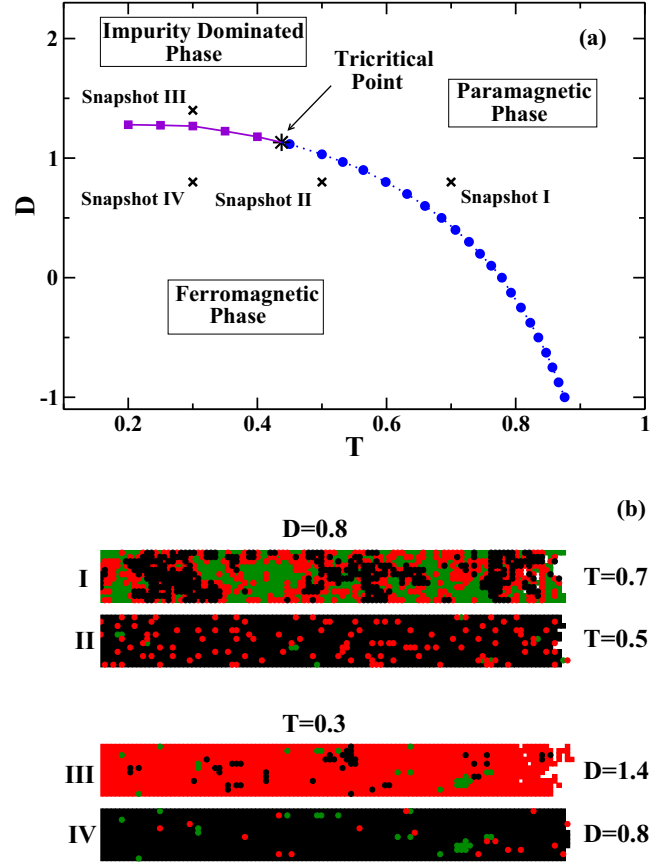 Impurity Dominated
Phase
(a)
Tricritical
Point
Paramagnetic
Phase
Snapshot III
Snapshot IV
Snapshot II
Snapshot I
Ferromagnetic
Phase
2
1
0
-1
D
0.2
0.4
0.6
0.8
1
T
(b)
D=0.8
I
T=0.7
II
T=0.5
T=0.3
III
D=1.4
IV
D=0.8